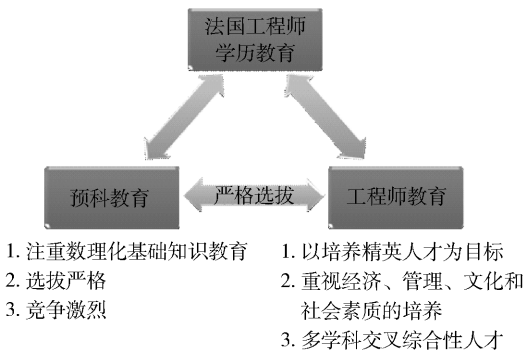 法国工程师
学历教育
预科教育
严格选拔
工程师教育
1. 注重数理化基础知识教育
2. 选拔严格
3. 竞争激烈
1. 以培养精英人才为目标
2. 重视经济、管理、文化和
社会素质的培养
3. 多学科交叉综合性人才